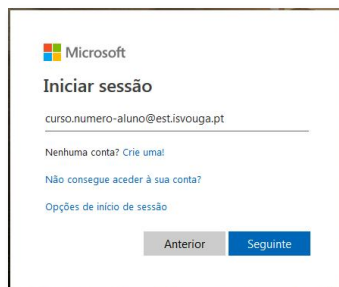 Microsoft
Iniciar sessão
curso.numero-aluno@est.isvouga.pt
Nenhuma conta? Crie uma!
Não consegue aceder à sua conta?
Opções de início de sessão
Anterior Seguinte